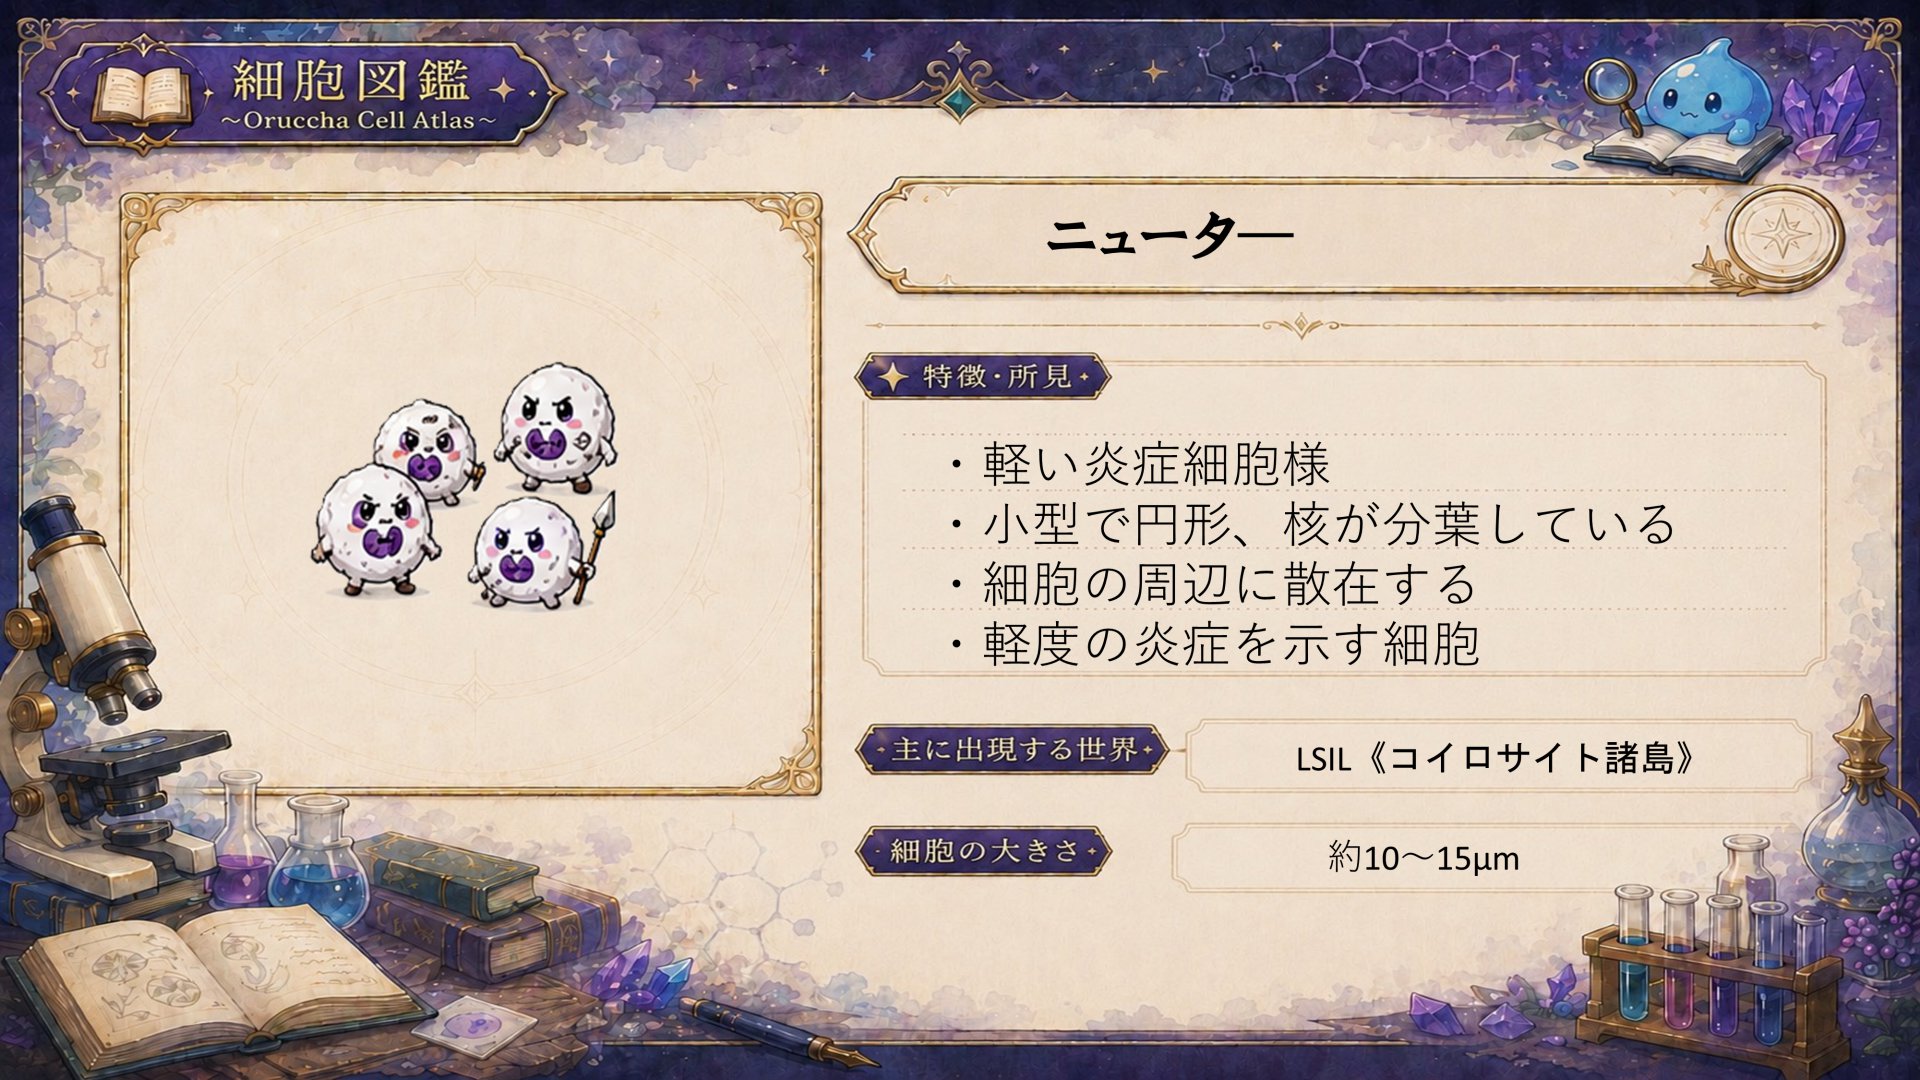 細胞図鑑
~Oruccha Cell Atlas~
ニューター
特徴・所見
・軽い炎症細胞様
・小型で円形、核が分葉している
・細胞の周辺に散在する
・軽度の炎症を示す細胞
主に出現する世界
LSIL《コイロサイト諸島》
細胞の大きさ
約10～15μm